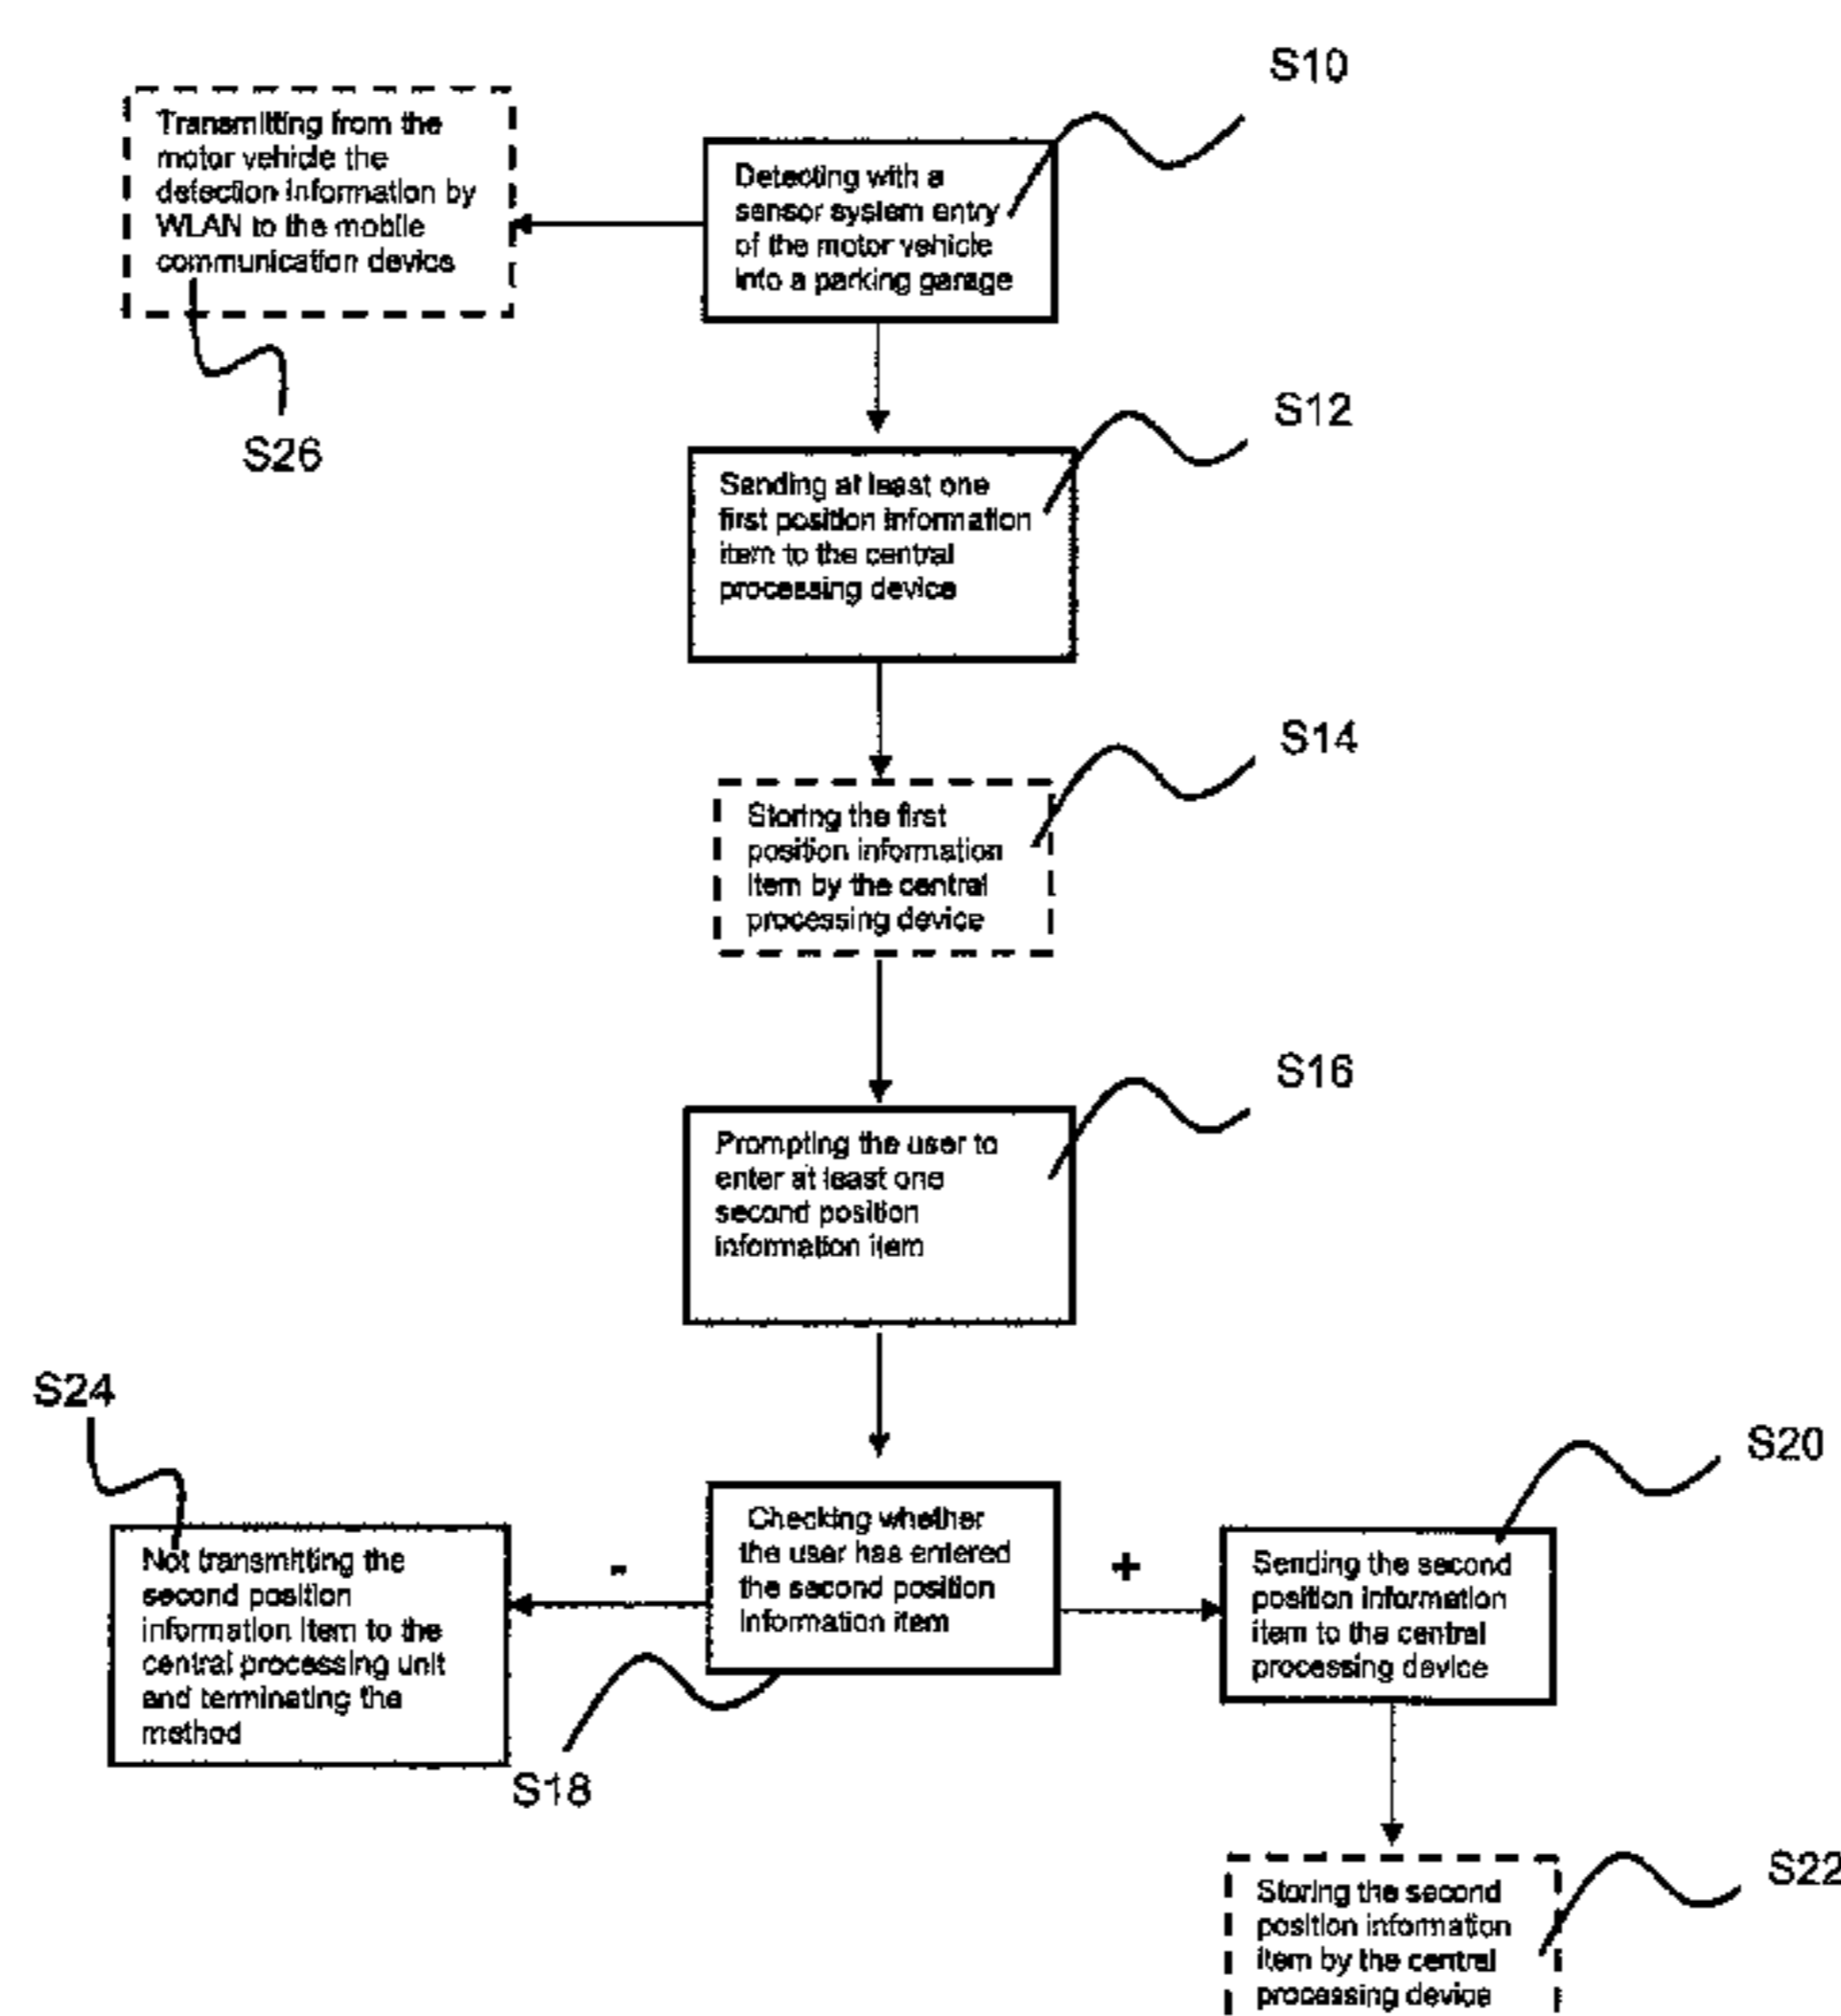 S10
Transmitting from the
motor vehicle the
detection information by
WLAN to the mobile
communication device
Detecting with a
sensor system entry
of the motor vehicle
into a parking garage
S26
S12
Sending at least one
first position information
item to the central
processing device
S14
Storing the first
position information
item by the central
processing device
S16
Prompting the user to
enter at least one
second position
information item
S24
S20
Not transmitting the
second position
information item to the
central processing unit
and terminating the
method
-
Checking whether
the user has entered
the second position
information item
+
Sending the second
position information
item to the central
processing device
S18
S22
Storing the second
position information
item by the central
processing device